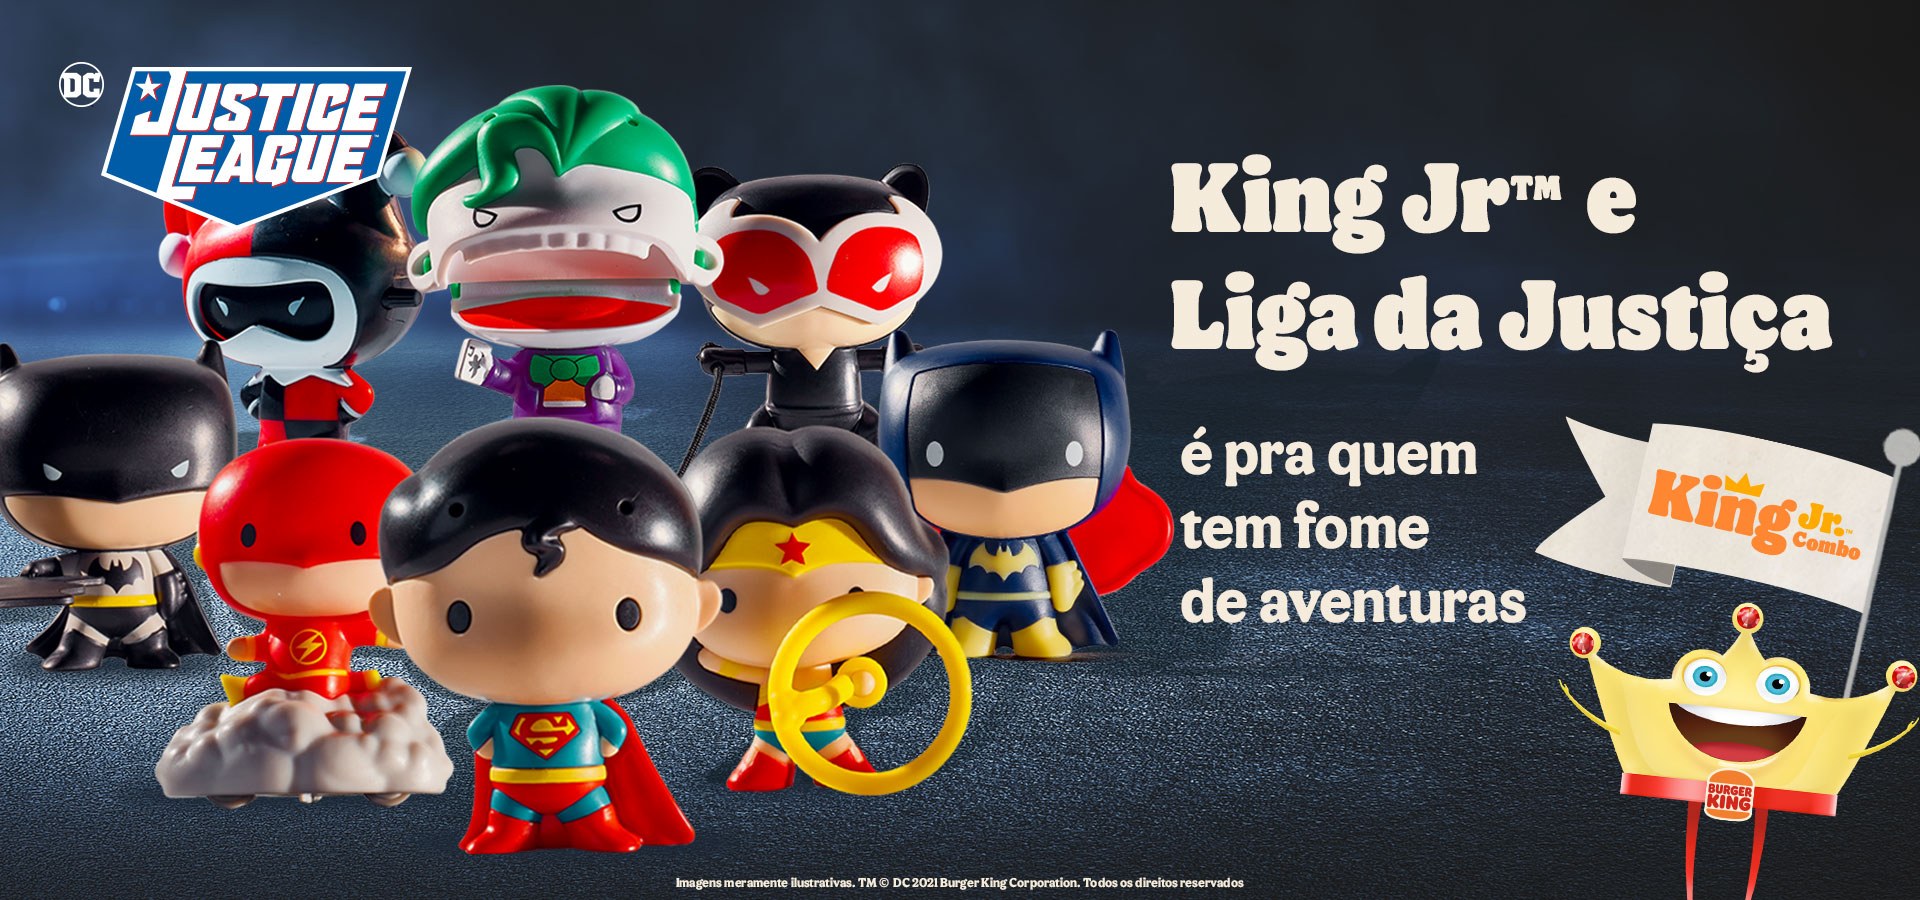 DC
JUSTICE
LEAGUE™
King Jr™ e
Liga da Justiça
é pra quem
tem fome
de aventuras
King Jr.™
Combo
BURGER
KING
Imagens meramente ilustrativas. TM © DC 2021 Burger King Corporation. Todos os direitos reservados